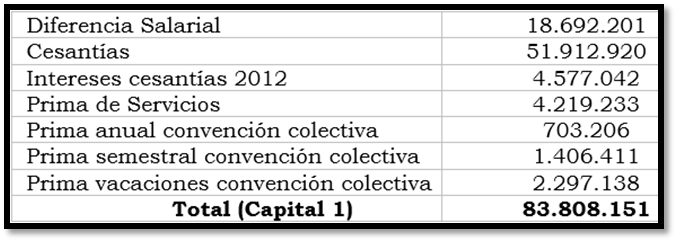 Diferencia Salarial 18.692.201
Cesantías 51.912.920
Intereses cesantías 2012 4.577.042
Prima de Servicios 4.219.233
Prima anual convención colectiva 703.206
Prima semestral convención colectiva 1.406.411
Prima vacaciones convención colectiva 2.297.138
Total (Capital 1) 83.808.151